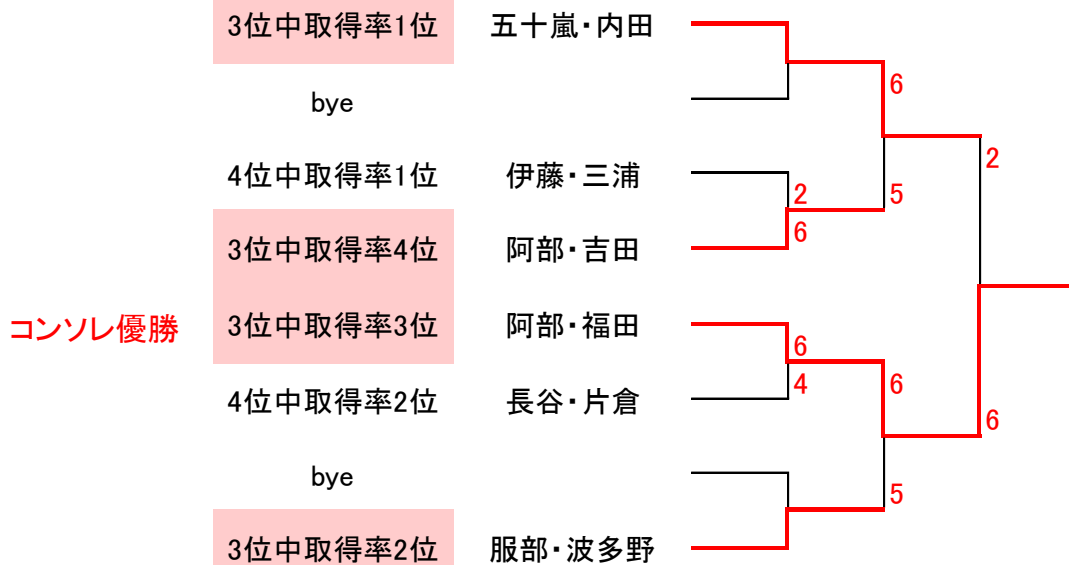 3位中取得率1位 五十嵐・内田
6
bye
2
4位中取得率1位 伊藤・三浦
2 5
6
3位中取得率4位 阿部・吉田
コンソレ優勝 3位中取得率3位 阿部・福田
6
4 6
4位中取得率2位 長谷・片倉
6
bye
5
3位中取得率2位 服部・波多野